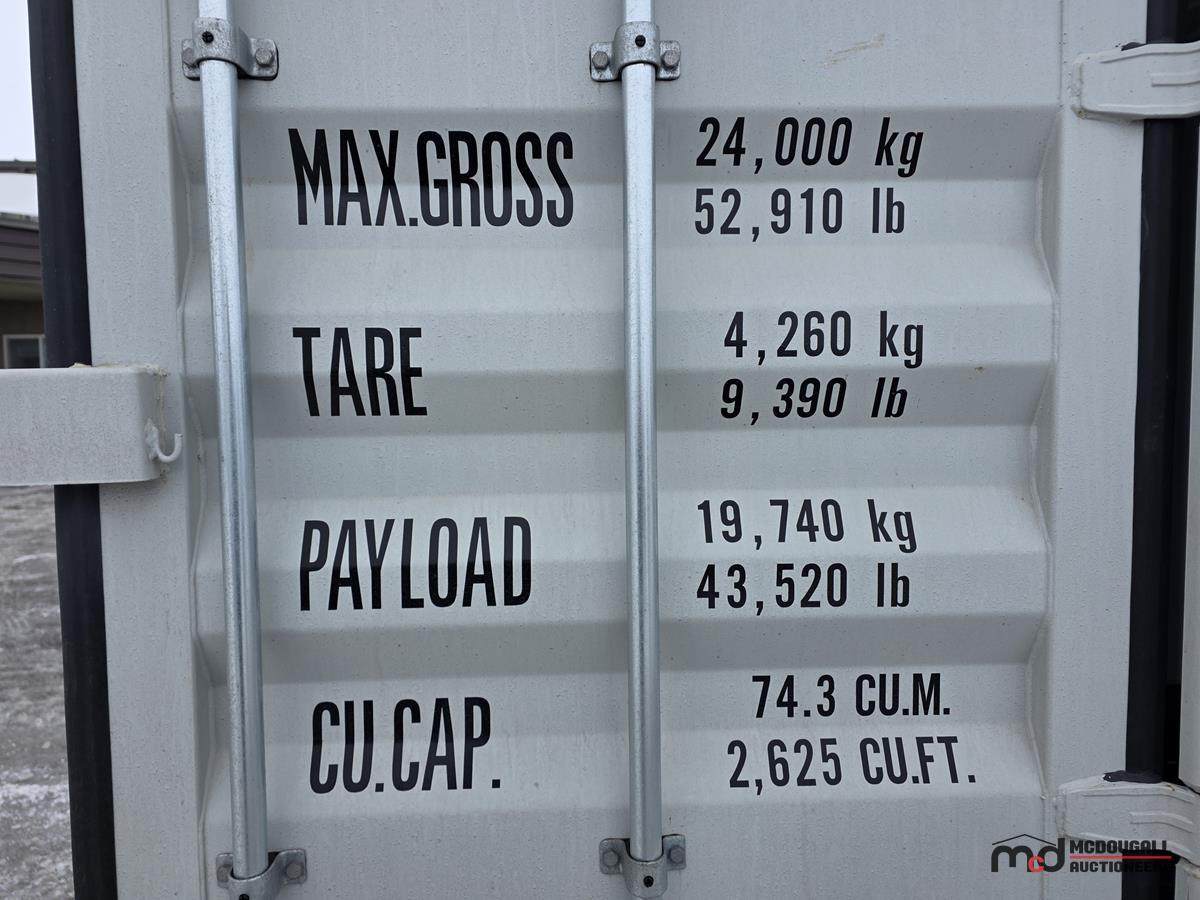 MAX.GROSS 24,000 kg
52,910 lb
TARE 4,260 kg
9,390 lb
PAYLOAD 19,740 kg
43,520 lb
CU.CAP. 74.3 CU.M.
2,625 CU.FT.
mcd MCDOUGALL
AUCTIONEERS